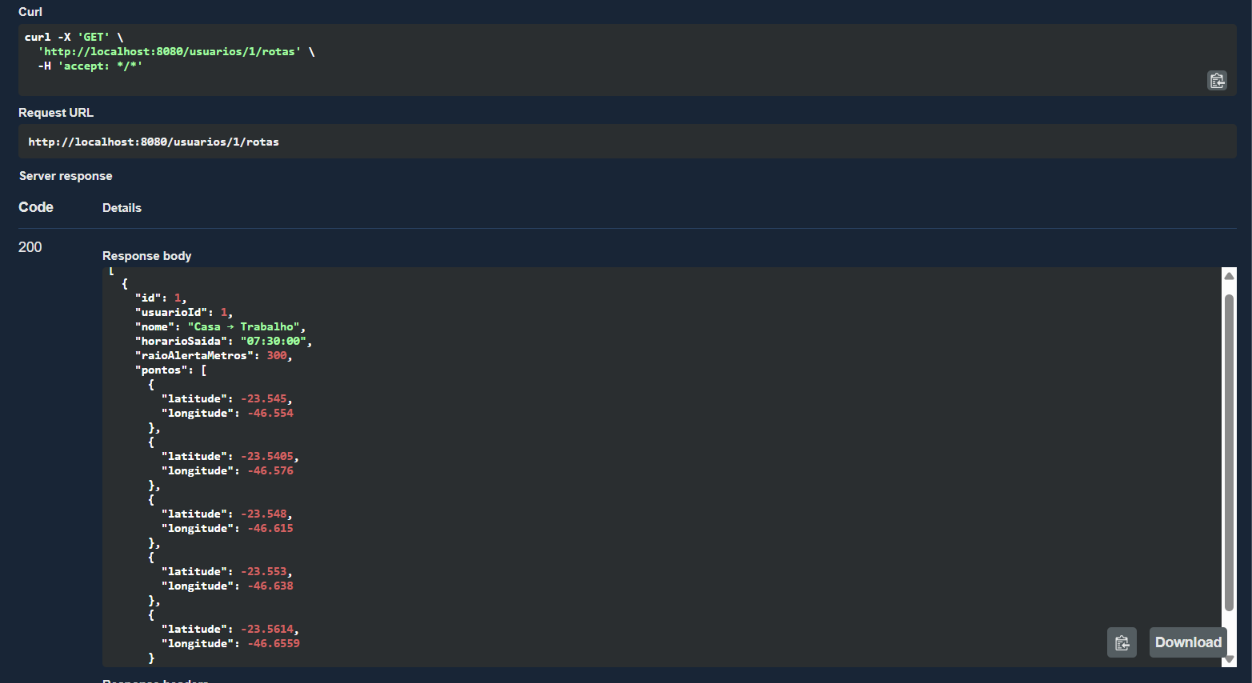 Curl
curl -X 'GET' \
'http://localhost:8080/usuarios/1/rotas' \
-H 'accept: */*'
Request URL
http://localhost:8080/usuarios/1/rotas
Server response
Code Details
200
Response body
[
{
"id": 1,
"usuarioId": 1,
"nome": "Casa → Trabalho",
"horarioSaida": "07:30:00",
"raioAlertaMetros": 300,
"pontos": [
{
"latitude": -23.545,
"longitude": -46.554
},
{
"latitude": -23.5405,
"longitude": -46.576
},
{
"latitude": -23.548,
"longitude": -46.615
},
{
"latitude": -23.553,
"longitude": -46.638
},
{
"latitude": -23.5614,
"longitude": -46.6559
}
Download
Response headers